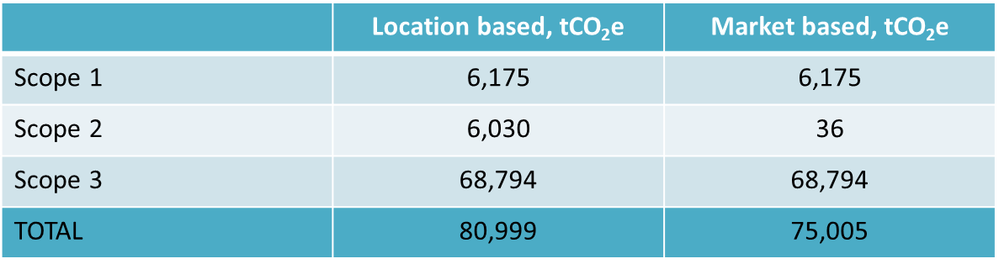 Location based, tCO₂e Market based, tCO₂e
Scope 1 6,175 6,175
Scope 2 6,030 36
Scope 3 68,794 68,794
TOTAL 80,999 75,005